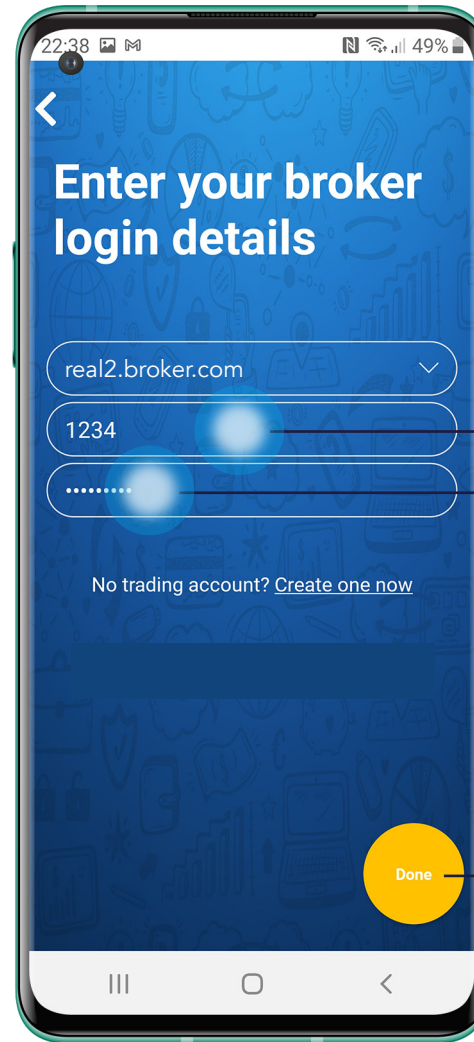 22:38 49%
Enter your broker
login details
real2.broker.com
1234
•••••••••
No trading account? Create one now
Done